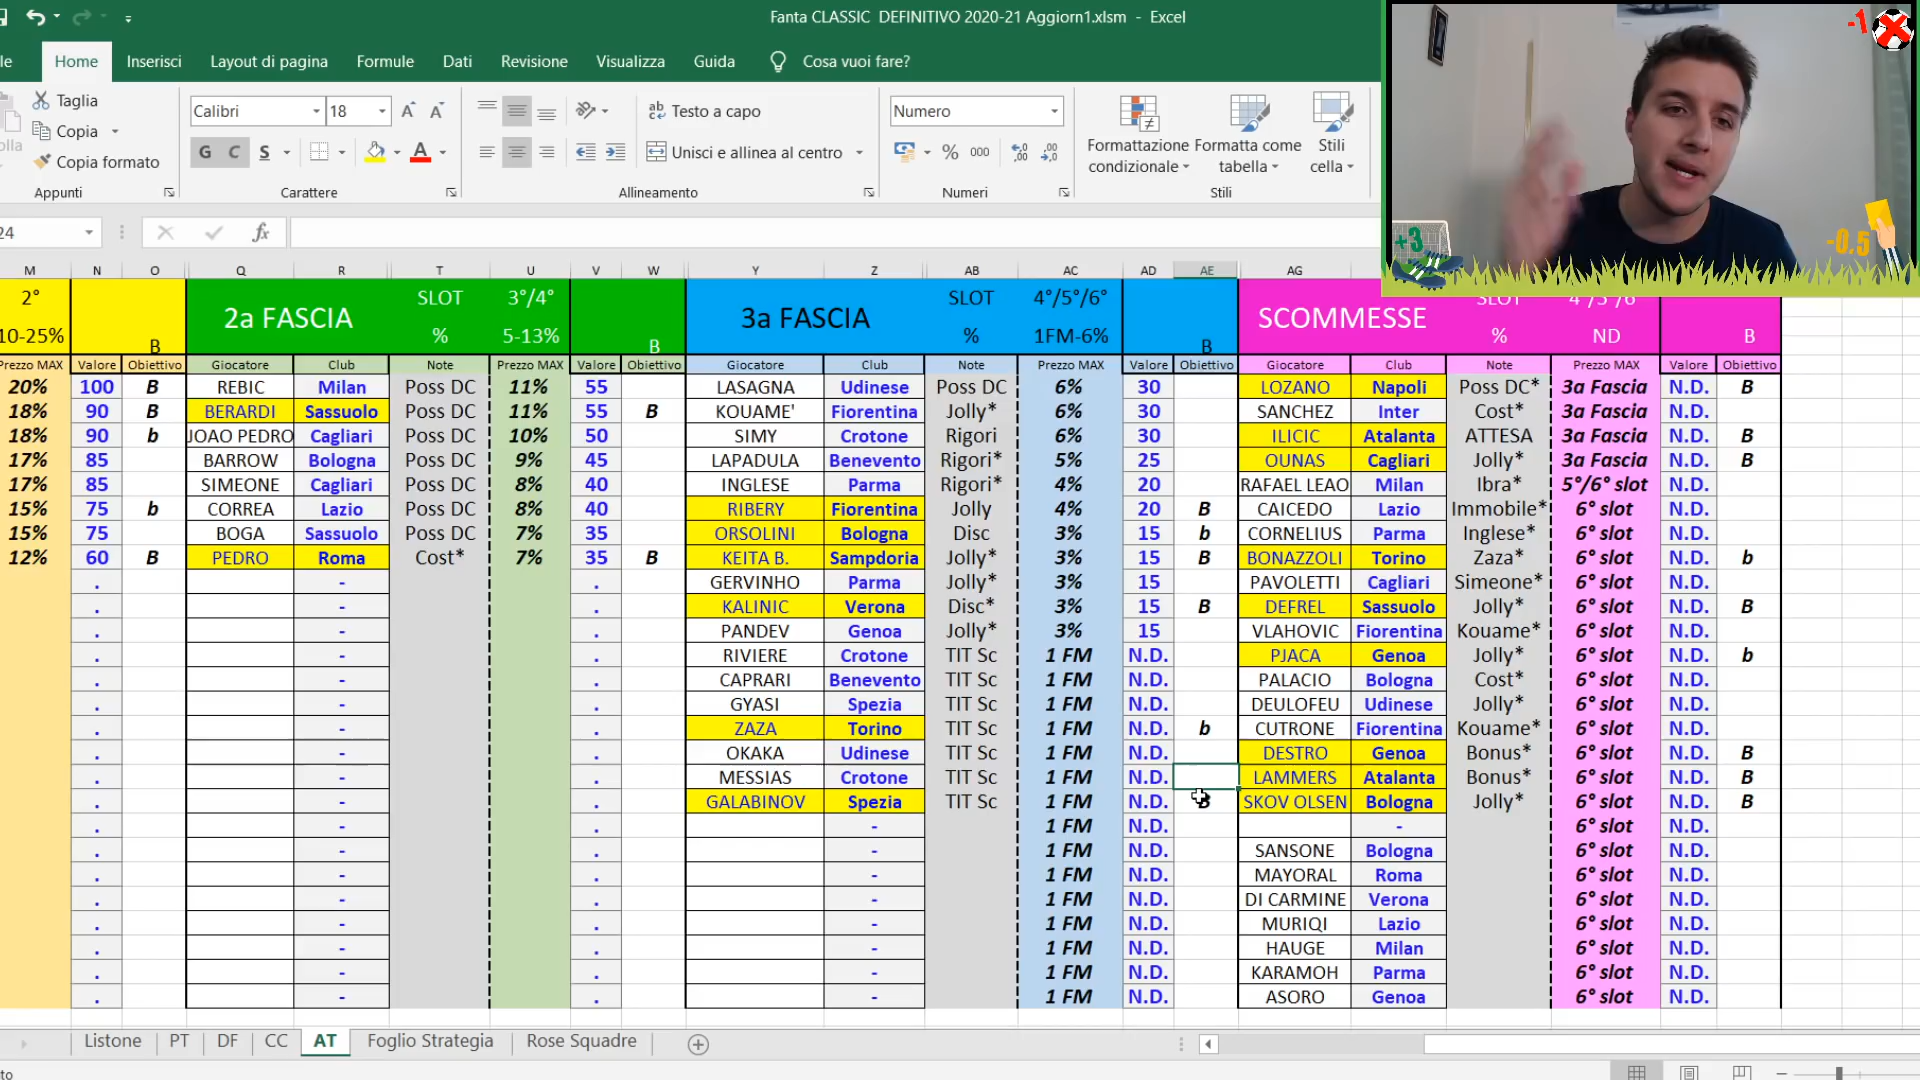 Fanta CLASSIC DEFINITIVO 2020-21 Aggiorn1.xlsm - Excel
le Home Inserisci Layout di pagina Formule Dati Revisione Visualizza Guida Cosa vuoi fare?
Taglia
Copia
Copia formato
Appunti
Calibri 18
G C S A
Carattere
Testo a capo
Unisci e allinea al centro
Allineamento
Numero
% 000
Numeri
Formattazione condizionale
Formatta come tabella
Stili cella
Stili
-1
+3
-0.5
24 fx
M N O Q R T U V W Y Z AB AC AD AE AG
2° 10-25% B 2a FASCIA SLOT % 3°/4° 5-13% B 3a FASCIA SLOT % 4°/5°/6° 1FM-6% B SCOMMESSE SLOT % 4°/5°/6° ND B
Prezzo MAX Valore Obiettivo Giocatore Club Note Prezzo MAX Valore Obiettivo Giocatore Club Note Prezzo MAX Valore Obiettivo Giocatore Club Note Prezzo MAX Valore Obiettivo
20% 100 B REBIC Milan Poss DC 11% 55 LASAGNA Udinese Poss DC 6% 30 LOZANO Napoli Poss DC* 3a Fascia N.D. B
18% 90 B BERARDI Sassuolo Poss DC 11% 55 B KOUAME' Fiorentina Jolly* 6% 30 SANCHEZ Inter Cost* 3a Fascia N.D.
18% 90 b JOAO PEDRO Cagliari Poss DC 10% 50 SIMY Crotone Rigori 6% 30 ILICIC Atalanta ATTESA 3a Fascia N.D. B
17% 85 BARROW Bologna Poss DC 9% 45 LAPADULA Benevento Rigori* 5% 25 OUNAS Cagliari Jolly* 3a Fascia N.D. B
17% 85 SIMEONE Cagliari Poss DC 8% 40 INGLESE Parma Rigori* 4% 20 RAFAEL LEAO Milan Ibra* 5°/6° slot N.D.
15% 75 b CORREA Lazio Poss DC 8% 40 RIBERY Fiorentina Jolly 4% 20 B CAICEDO Lazio Immobile* 6° slot N.D.
15% 75 BOGA Sassuolo Poss DC 7% 35 ORSOLINI Bologna Disc 3% 15 b CORNELIUS Parma Inglese* 6° slot N.D.
12% 60 B PEDRO Roma Cost* 7% 35 B KEITA B. Sampdoria Jolly* 3% 15 B BONAZZOLI Torino Zaza* 6° slot N.D. b
. - . GERVINHO Parma Jolly* 3% 15 PAVOLETTI Cagliari Simeone* 6° slot N.D.
. - . KALINIC Verona Disc* 3% 15 B DEFREL Sassuolo Jolly* 6° slot N.D. B
. - . PANDEV Genoa Jolly* 3% 15 VLAHOVIC Fiorentina Kouame* 6° slot N.D.
. - . RIVIERE Crotone TIT Sc 1 FM N.D. PJACA Genoa Jolly* 6° slot N.D. b
. - . CAPRARI Benevento TIT Sc 1 FM N.D. PALACIO Bologna Cost* 6° slot N.D.
. - . GYASI Spezia TIT Sc 1 FM N.D. DEULOFEU Udinese Jolly* 6° slot N.D.
. - . ZAZA Torino TIT Sc 1 FM N.D. b CUTRONE Fiorentina Kouame* 6° slot N.D.
. - . OKAKA Udinese TIT Sc 1 FM N.D. DESTRO Genoa Bonus* 6° slot N.D. B
. - . MESSIAS Crotone TIT Sc 1 FM N.D. LAMMERS Atalanta Bonus* 6° slot N.D. B
. - . GALABINOV Spezia TIT Sc 1 FM N.D. B SKOV OLSEN Bologna Jolly* 6° slot N.D. B
. - . - 1 FM N.D. - 6° slot N.D.
. - . - 1 FM N.D. SANSONE Bologna 6° slot N.D.
. - . - 1 FM N.D. MAYORAL Roma 6° slot N.D.
. - . - 1 FM N.D. DI CARMINE Verona 6° slot N.D.
. - . - 1 FM N.D. MURIQI Lazio 6° slot N.D.
. - . - 1 FM N.D. HAUGE Milan 6° slot N.D.
. - . - 1 FM N.D. KARAMOH Parma 6° slot N.D.
. - . - 1 FM N.D. ASORO Genoa 6° slot N.D.
Listone PT DF CC AT Foglio Strategia Rose Squadre